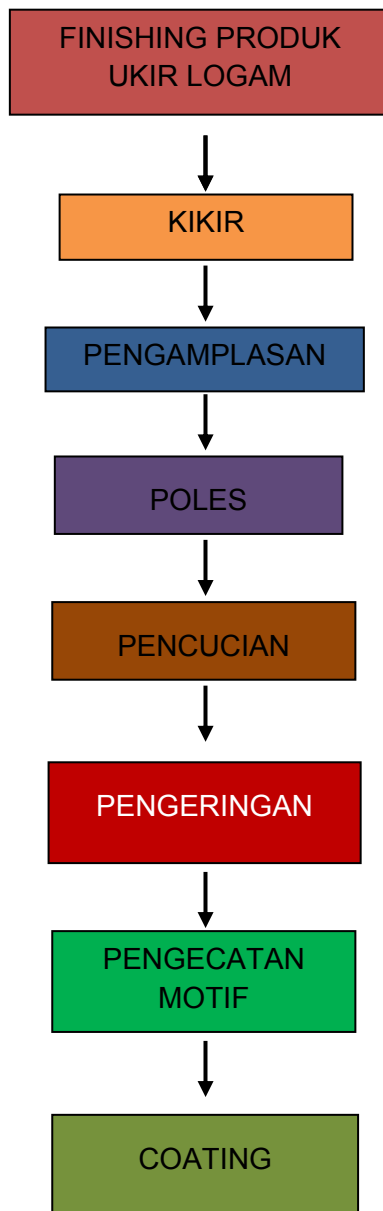 FINISHING PRODUK
UKIR LOGAM
KIKIR
PENGAMPLASAN
POLES
PENCUCIAN
PENGERINGAN
PENGECATAN
MOTIF
COATING